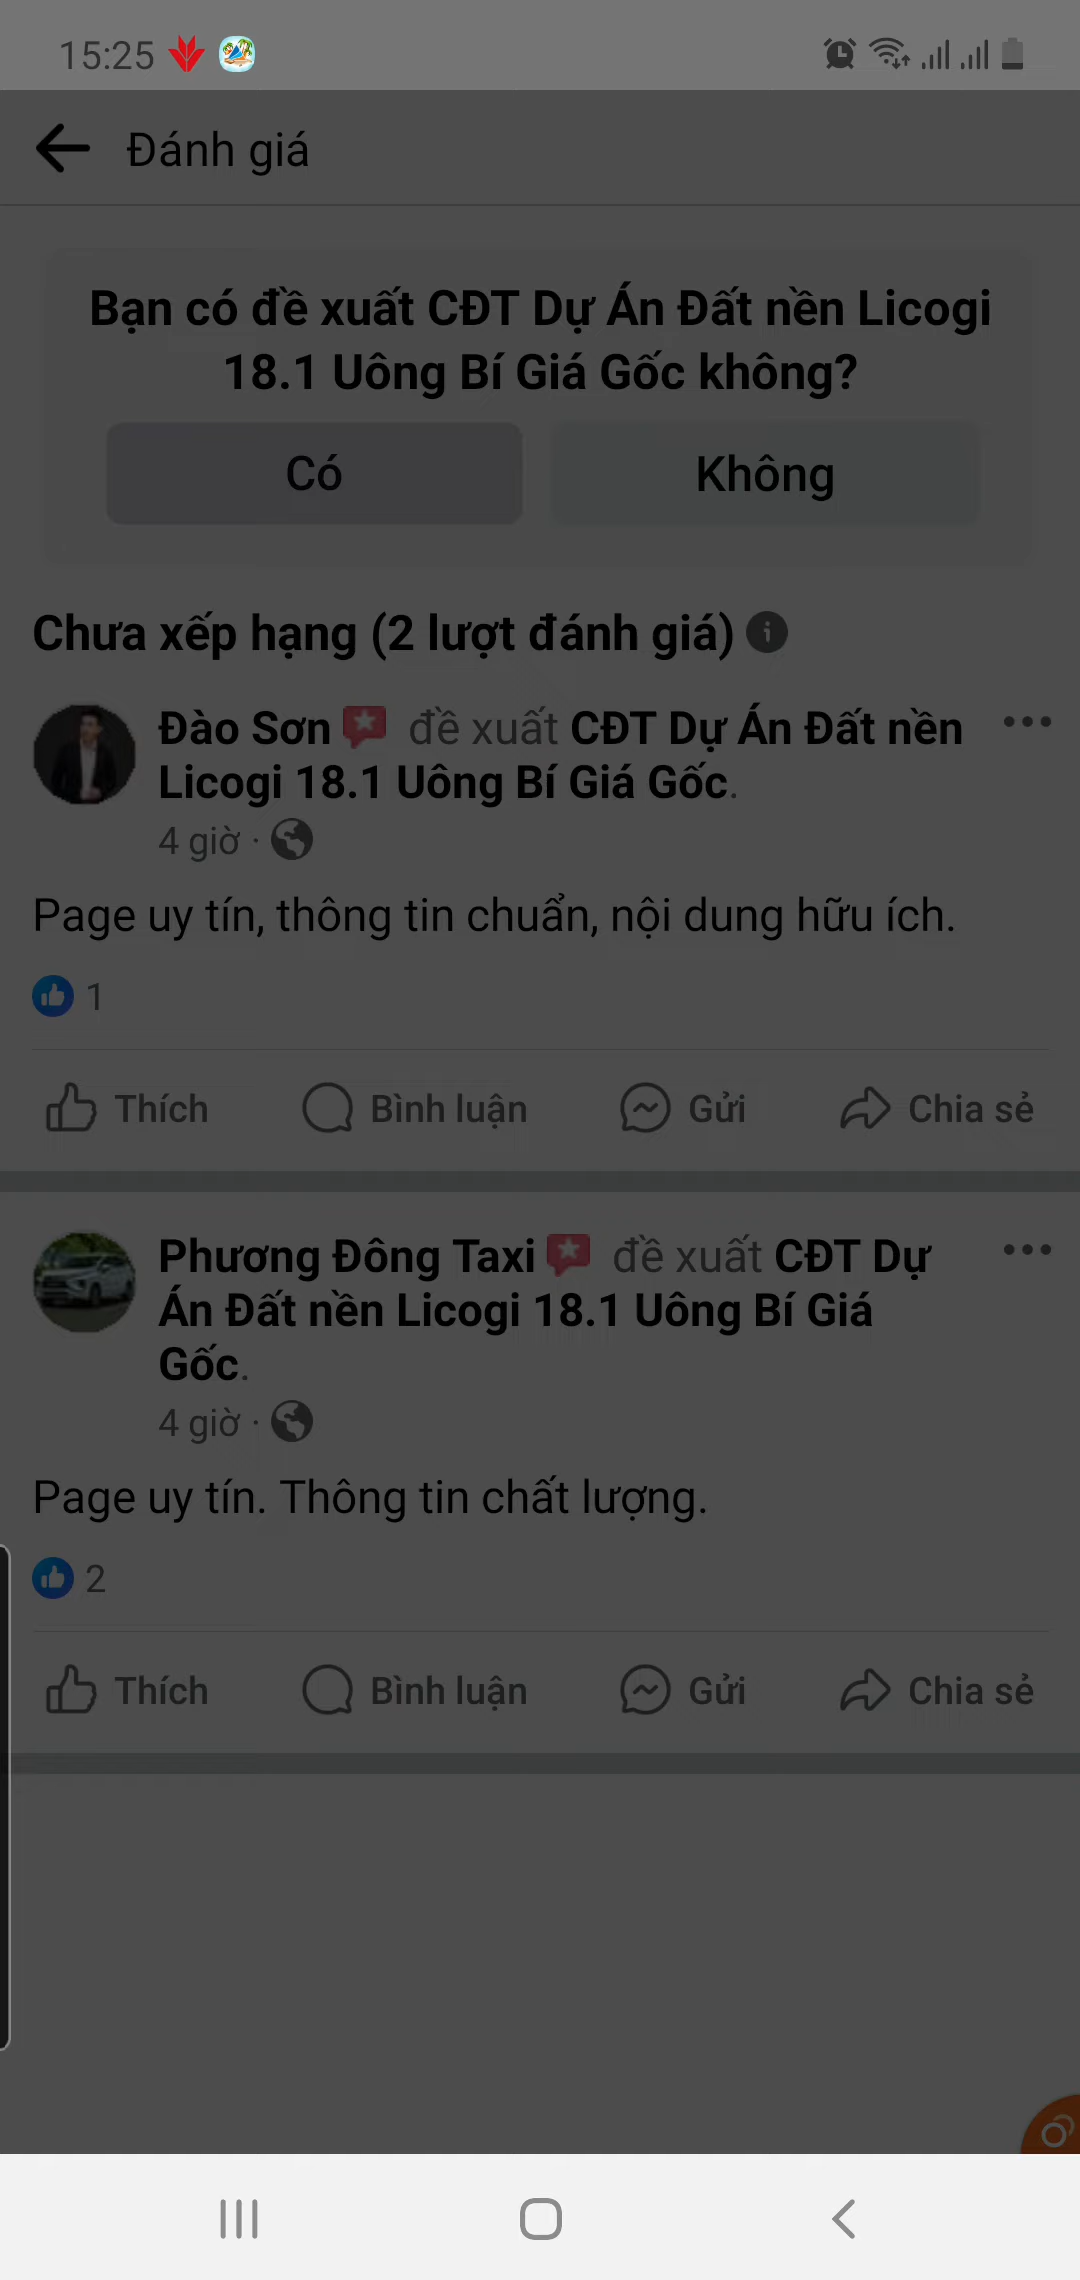 15:25
Đánh giá
Bạn có đề xuất CĐT Dự Án Đất nền Licogi
18.1 Uông Bí Giá Gốc không?
Có
Không
Chưa xếp hạng (2 lượt đánh giá)
Đào Sơn đề xuất CĐT Dự Án Đất nền
Licogi 18.1 Uông Bí Giá Gốc.
4 giờ ·
Page uy tín, thông tin chuẩn, nội dung hữu ích.
1
Thích Bình luận Gửi Chia sẻ
Phương Đông Taxi đề xuất CĐT Dự
Án Đất nền Licogi 18.1 Uông Bí Giá
Gốc.
4 giờ ·
Page uy tín. Thông tin chất lượng.
2
Thích Bình luận Gửi Chia sẻ